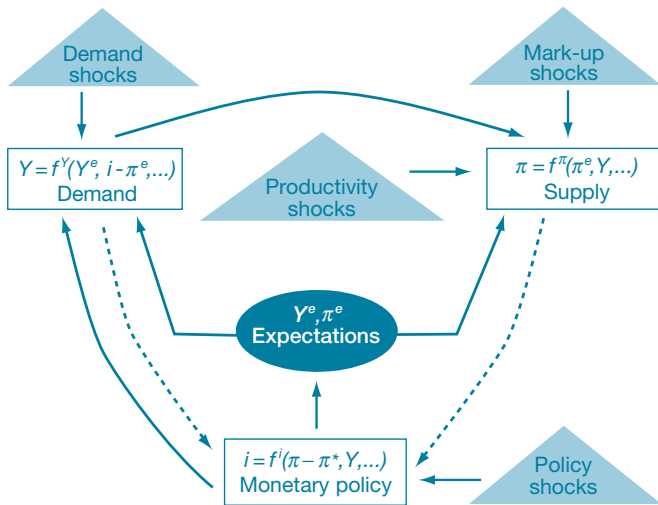 Demand
shocks
Mark-up
shocks
Y = f^Y(Y^e, i - π^e,...)
Demand
π = f^π(π^e, Y,...)
Supply
Productivity
shocks
Y^e, π^e
Expectations
i = f^i(π – π*, Y,...)
Monetary policy
Policy
shocks